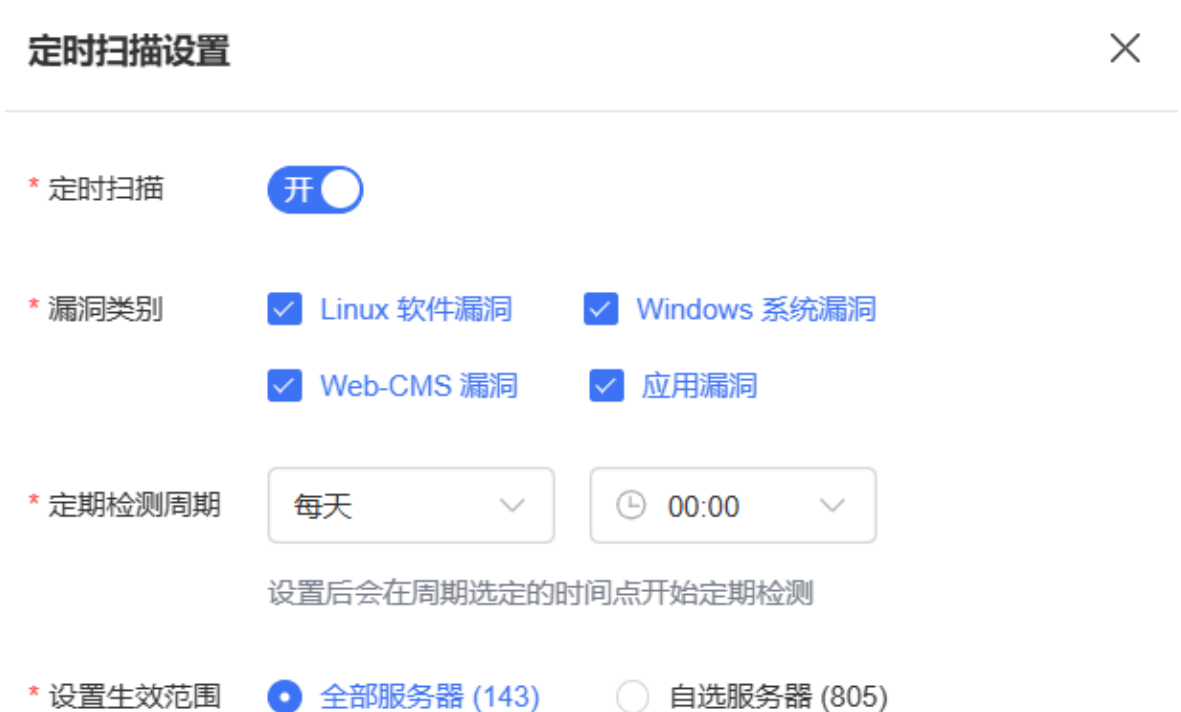 定时扫描设置
* 定时扫描 开
* 漏洞类别 Linux 软件漏洞 Windows 系统漏洞
Web-CMS 漏洞 应用漏洞
* 定期检测周期 每天 00:00
设置后会在周期选定的时间点开始定期检测
* 设置生效范围 全部服务器 (143) 自选服务器 (805)